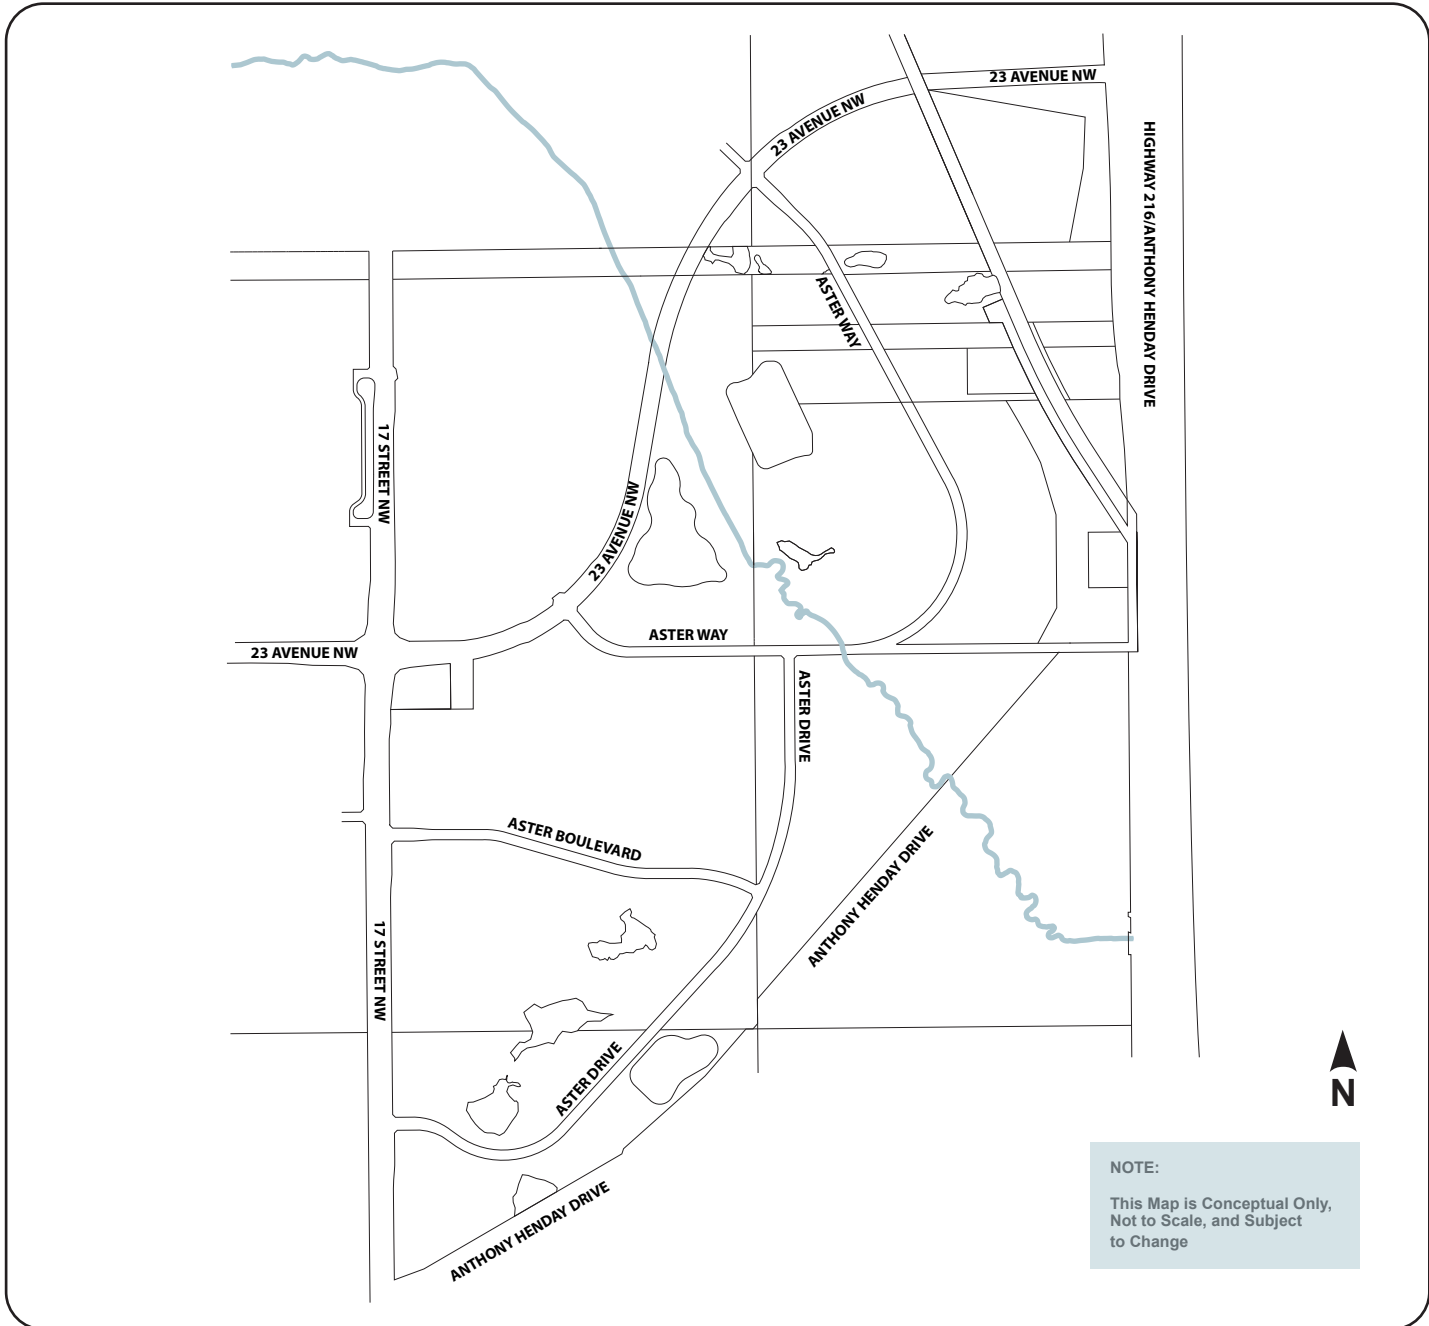 23 AVENUE NW
23 AVENUE NW
HIGHWAY 216/ANTHONY HENDAY DRIVE
ASTER WAY
17 STREET NW
23 AVENUE NW
ASTER WAY
23 AVENUE NW
ASTER DRIVE
ASTER BOULEVARD
ANTHONY HENDAY DRIVE
17 STREET NW
ASTER DRIVE
N
ANTHONY HENDAY DRIVE
NOTE:
This Map is Conceptual Only,
Not to Scale, and Subject
to Change